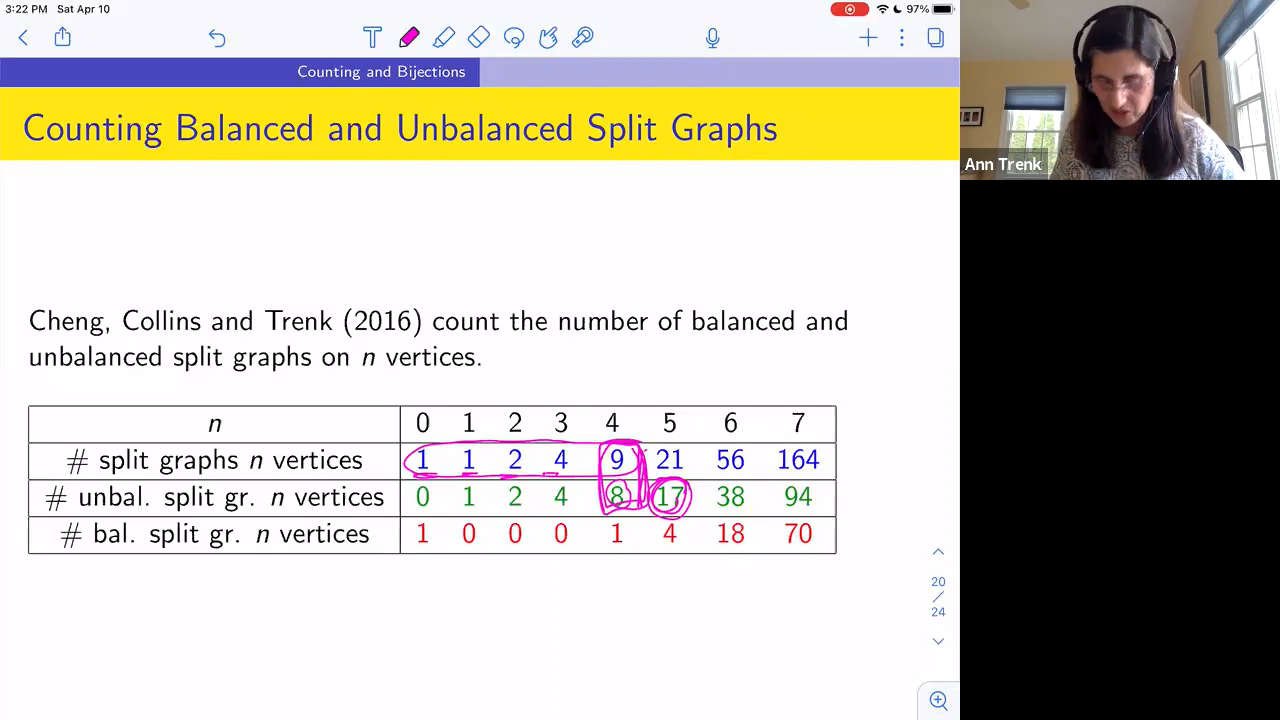 3:22 PM Sat Apr 10
97%
Counting and Bijections
Counting Balanced and Unbalanced Split Graphs
Ann Trenk
Cheng, Collins and Trenk (2016) count the number of balanced and
unbalanced split graphs on n vertices.
n 0 1 2 3 4 5 6 7
# split graphs n vertices 1 1 2 4 9 21 56 164
# unbal. split gr. n vertices 0 1 2 4 8 17 38 94
# bal. split gr. n vertices 1 0 0 0 1 4 18 70
20
/
24